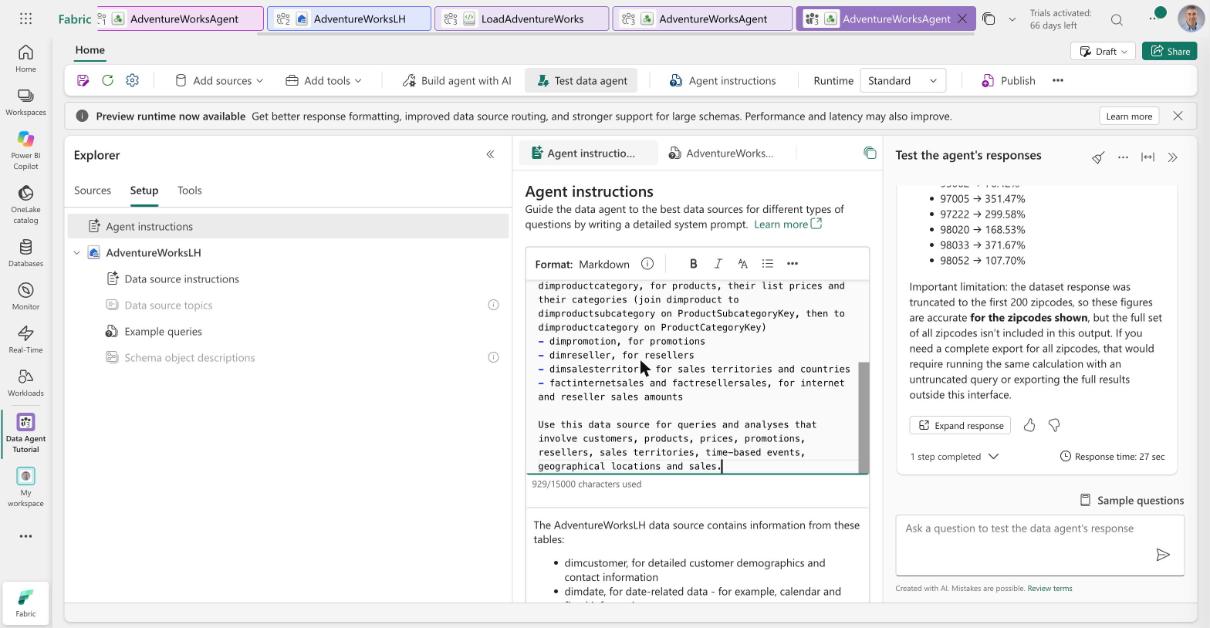 Fabric
AdventureWorksAgent
AdventureWorksLH
LoadAdventureWorks
AdventureWorksAgent
AdventureWorksAgent
Trials activated:
66 days left
Home
Workspaces
Power BI
Copilot
OneLake
catalog
Databases
Monitor
Real-Time
Workloads
Data Agent
Tutorial
My
workspace
Fabric
Home
Draft
Share
Add sources
Add tools
Build agent with AI
Test data agent
Agent instructions
Runtime
Standard
Publish
Preview runtime now available Get better response formatting, improved data source routing, and stronger support for large schemas. Performance and latency may also improve.
Learn more
Explorer
Sources
Setup
Tools
Agent instructions
AdventureWorksLH
Data source instructions
Data source topics
Example queries
Schema object descriptions
Agent instructio...
AdventureWorks...
Agent instructions
Guide the data agent to the best data sources for different types of
questions by writing a detailed system prompt. Learn more
Format: Markdown
B I
dimproductcategory, for products, their list prices and
their categories (join dimproduct to
dimproductsubcategory on ProductSubcategoryKey, then to
dimproductcategory on ProductCategoryKey)
- dimpromotion, for promotions
- dimreseller, for resellers
- dimsalesterritor for sales territories and countries
- factinternetsales and factresellersales, for internet
and reseller sales amounts
Use this data source for queries and analyses that
involve customers, products, prices, promotions,
resellers, sales territories, time-based events,
geographical locations and sales.
929/15000 characters used
The AdventureWorksLH data source contains information from these
tables:
• dimcustomer, for detailed customer demographics and
contact information
• dimdate, for date-related data - for example, calendar and
Test the agent's responses
• 97005 → 351.47%
• 97222 → 299.58%
• 98020 → 168.53%
• 98033 → 371.67%
• 98052 → 107.70%
Important limitation: the dataset response was
truncated to the first 200 zipcodes, so these figures
are accurate for the zipcodes shown, but the full set
of all zipcodes isn't included in this output. If you
need a complete export for all zipcodes, that would
require running the same calculation with an
untruncated query or exporting the full results
outside this interface.
Expand response
1 step completed
Response time: 27 sec
Sample questions
Ask a question to test the data agent's response
Created with AI. Mistakes are possible. Review terms